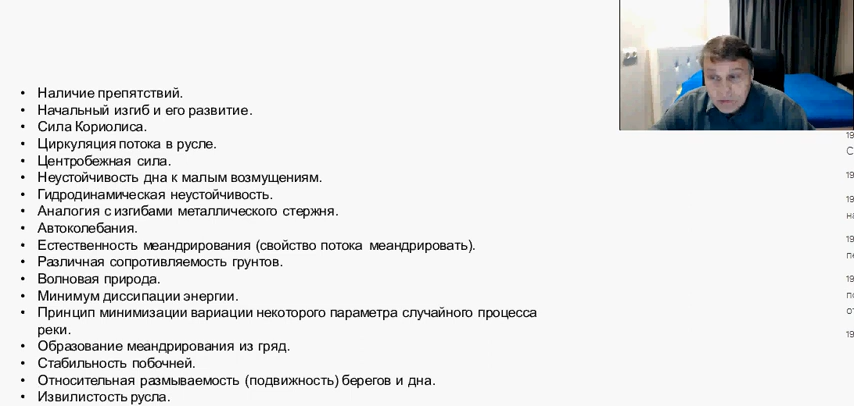 • Наличие препятствий.
• Начальный изгиб и его развитие.
• Сила Кориолиса.
• Циркуляция потока в русле.
• Центробежная сила.
• Неустойчивость дна к малым возмущениям.
• Гидродинамическая неустойчивость.
• Аналогия с изгибами металлического стержня.
• Автоколебания.
• Естественность меандрирования (свойство потока меандрировать).
• Различная сопротивляемость грунтов.
• Волновая природа.
• Минимум диссипации энергии.
• Принцип минимизации вариации некоторого параметра случайного процесса
реки.
• Образование меандрирования из гряд.
• Стабильность побочней.
• Относительная размываемость (подвижность) берегов и дна.
• Извилистость русла.